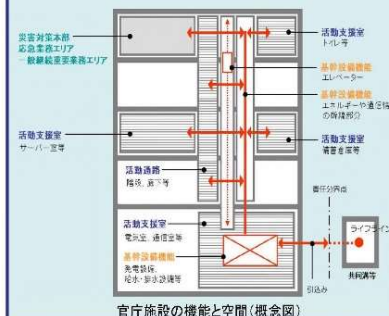 災害対策本部
応急業務エリア
一般継続重要業務エリア
活動支援室
トイレ等
基幹設備機能
エレベーター
基幹設備機能
エネルギーや通信情
の幹線部分
活動支援室
サーバー室等
活動支援室
備蓄倉庫等
活動通路
階段、廊下等
責任分界点
活動支援室
電気室、通信室等
ライフライン
基幹設備機能
発電設備、
給水・排水設備等
引込み
共同溝等
官庁施設の機能と空間(概念図)